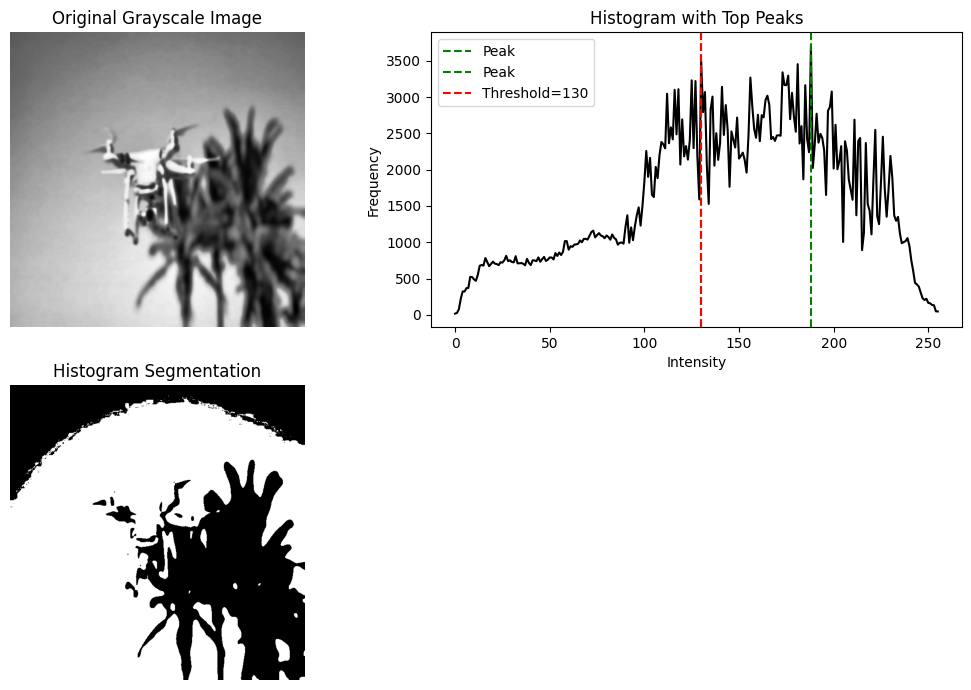 Original Grayscale Image
Histogram with Top Peaks
Peak
Peak
Threshold=130
Frequency
3500
3000
2500
2000
1500
1000
500
0
0 50 100 150 200 250
Intensity
Histogram Segmentation